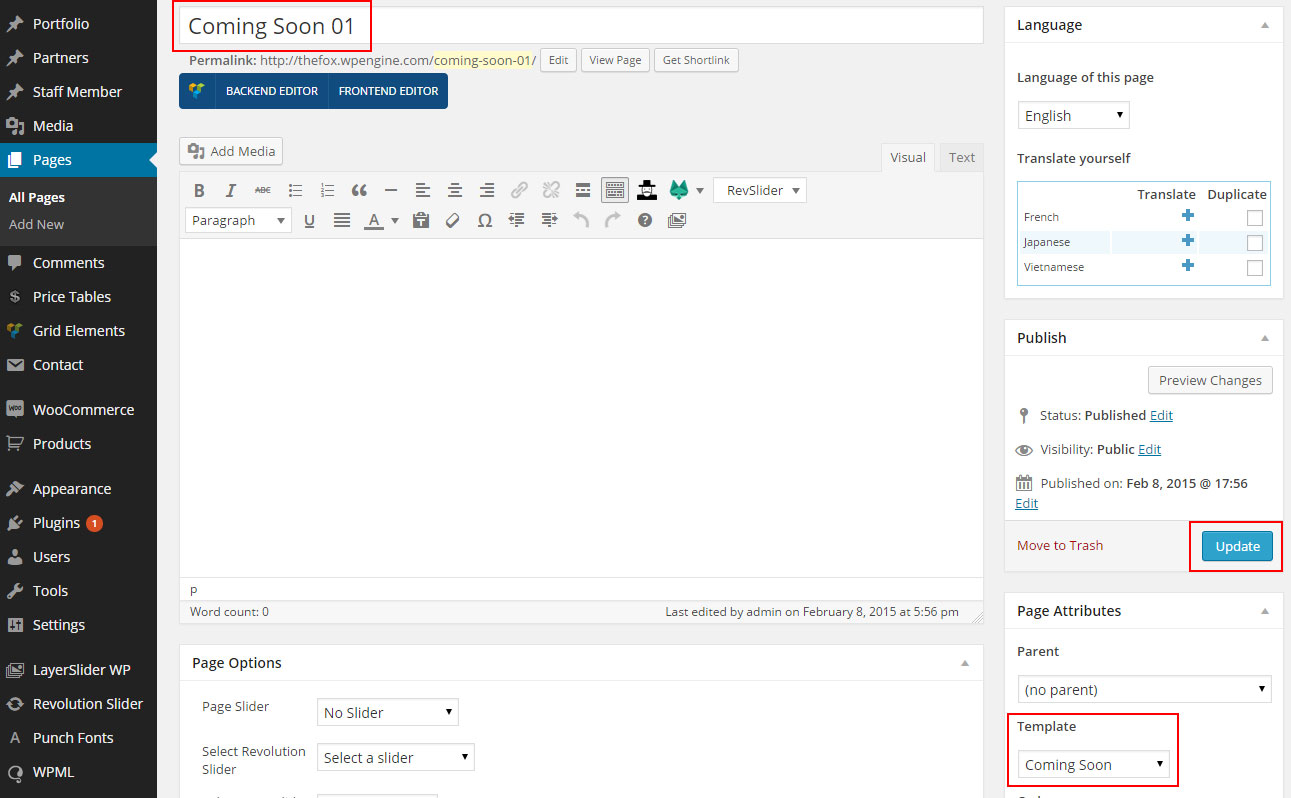 Portfolio
Partners
Staff Member
Media
Pages
All Pages
Add New
Comments
Price Tables
$
Grid Elements
Contact
WooCommerce
Woo
Products
Appearance
Plugins 1
Users
Tools
Settings
LayerSlider WP
Revolution Slider
A Punch Fonts
WPML
Coming Soon 01
Permalink: http://thefox.wpengine.com/coming-soon-01/ Edit View Page Get Shortlink
BACKEND EDITOR FRONTEND EDITOR
Add Media
Visual Text
B I ABC RevSlider
Paragraph U A Ω
p
Word count: 0 Last edited by admin on February 8, 2015 at 5:56 pm
Page Options
Page Slider No Slider
Select Revolution
Slider
Select a slider
Language
Language of this page
English
Translate yourself
Translate Duplicate
French
Japanese
Vietnamese
Publish
Preview Changes
Status: Published Edit
Visibility: Public Edit
Published on: Feb 8, 2015 @ 17:56
Edit
Move to Trash Update
Page Attributes
Parent
(no parent)
Template
Coming Soon